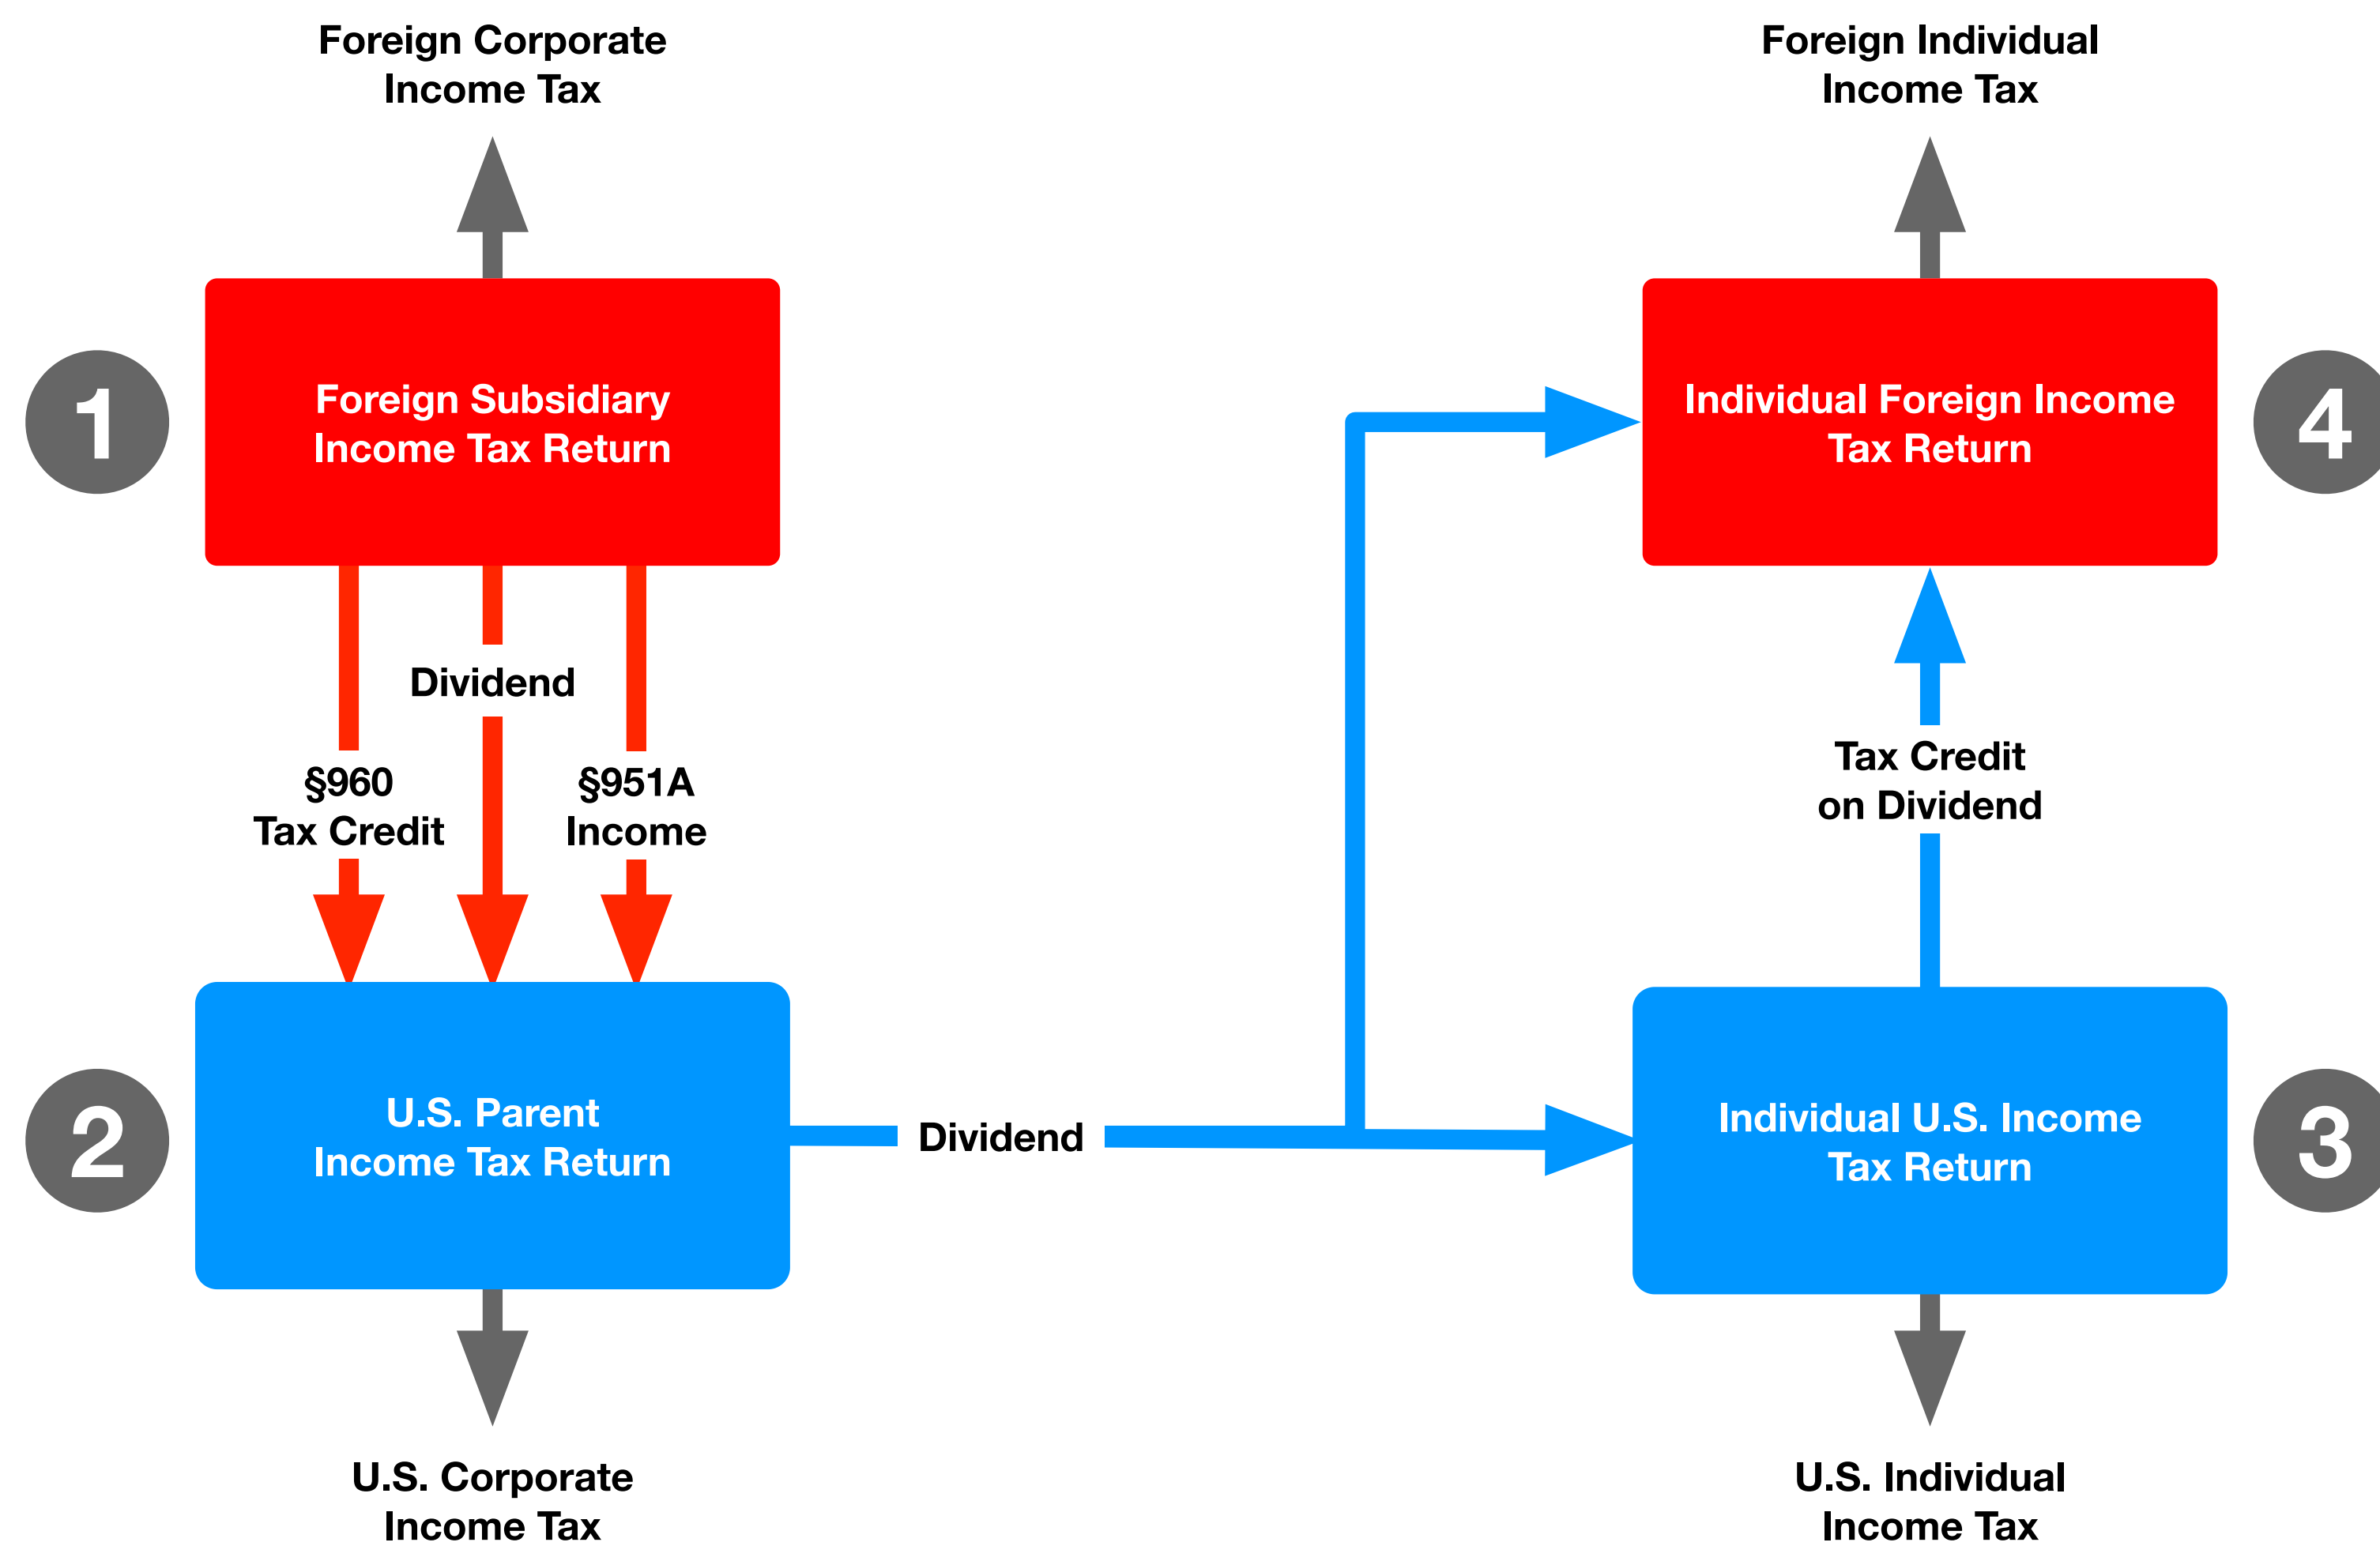 Foreign Corporate
Income Tax
Foreign Individual
Income Tax
1
Foreign Subsidiary
Income Tax Return
Individual Foreign Income
Tax Return
4
Dividend
§960
Tax Credit
§951A
Income
Tax Credit
on Dividend
2
U.S. Parent
Income Tax Return
Dividend
Individual U.S. Income
Tax Return
3
U.S. Corporate
Income Tax
U.S. Individual
Income Tax